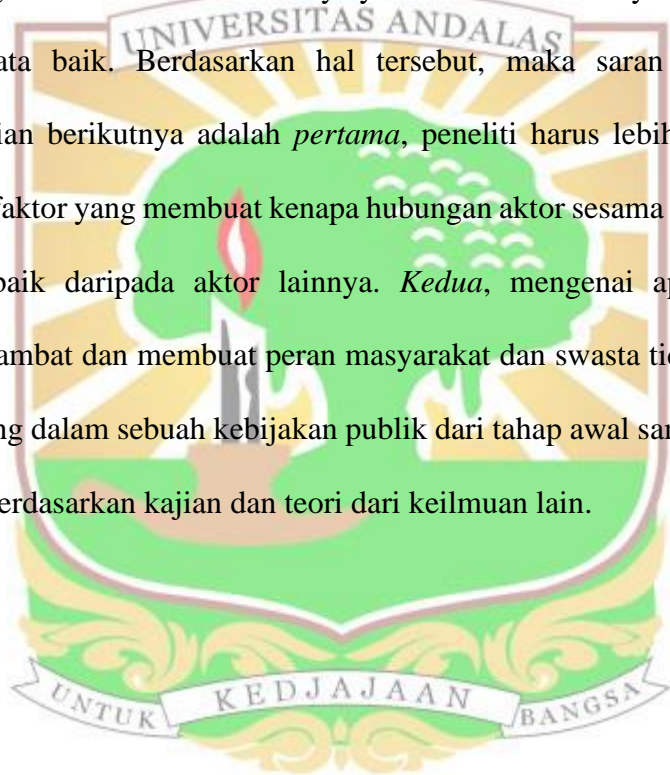 UNIVERSITAS ANDALAS
ata baik. Berdasarkan hal tersebut, maka saran
ian berikutnya adalah pertama, peneliti harus lebih
faktor yang membuat kenapa hubungan aktor sesama
baik daripada aktor lainnya. Kedua, mengenai ap
ambat dan membuat peran masyarakat dan swasta tid
ng dalam sebuah kebijakan publik dari tahap awal sam
erdasarkan kajian dan teori dari keilmuan lain.
UNTUK KEDJAJAAN BANGSA